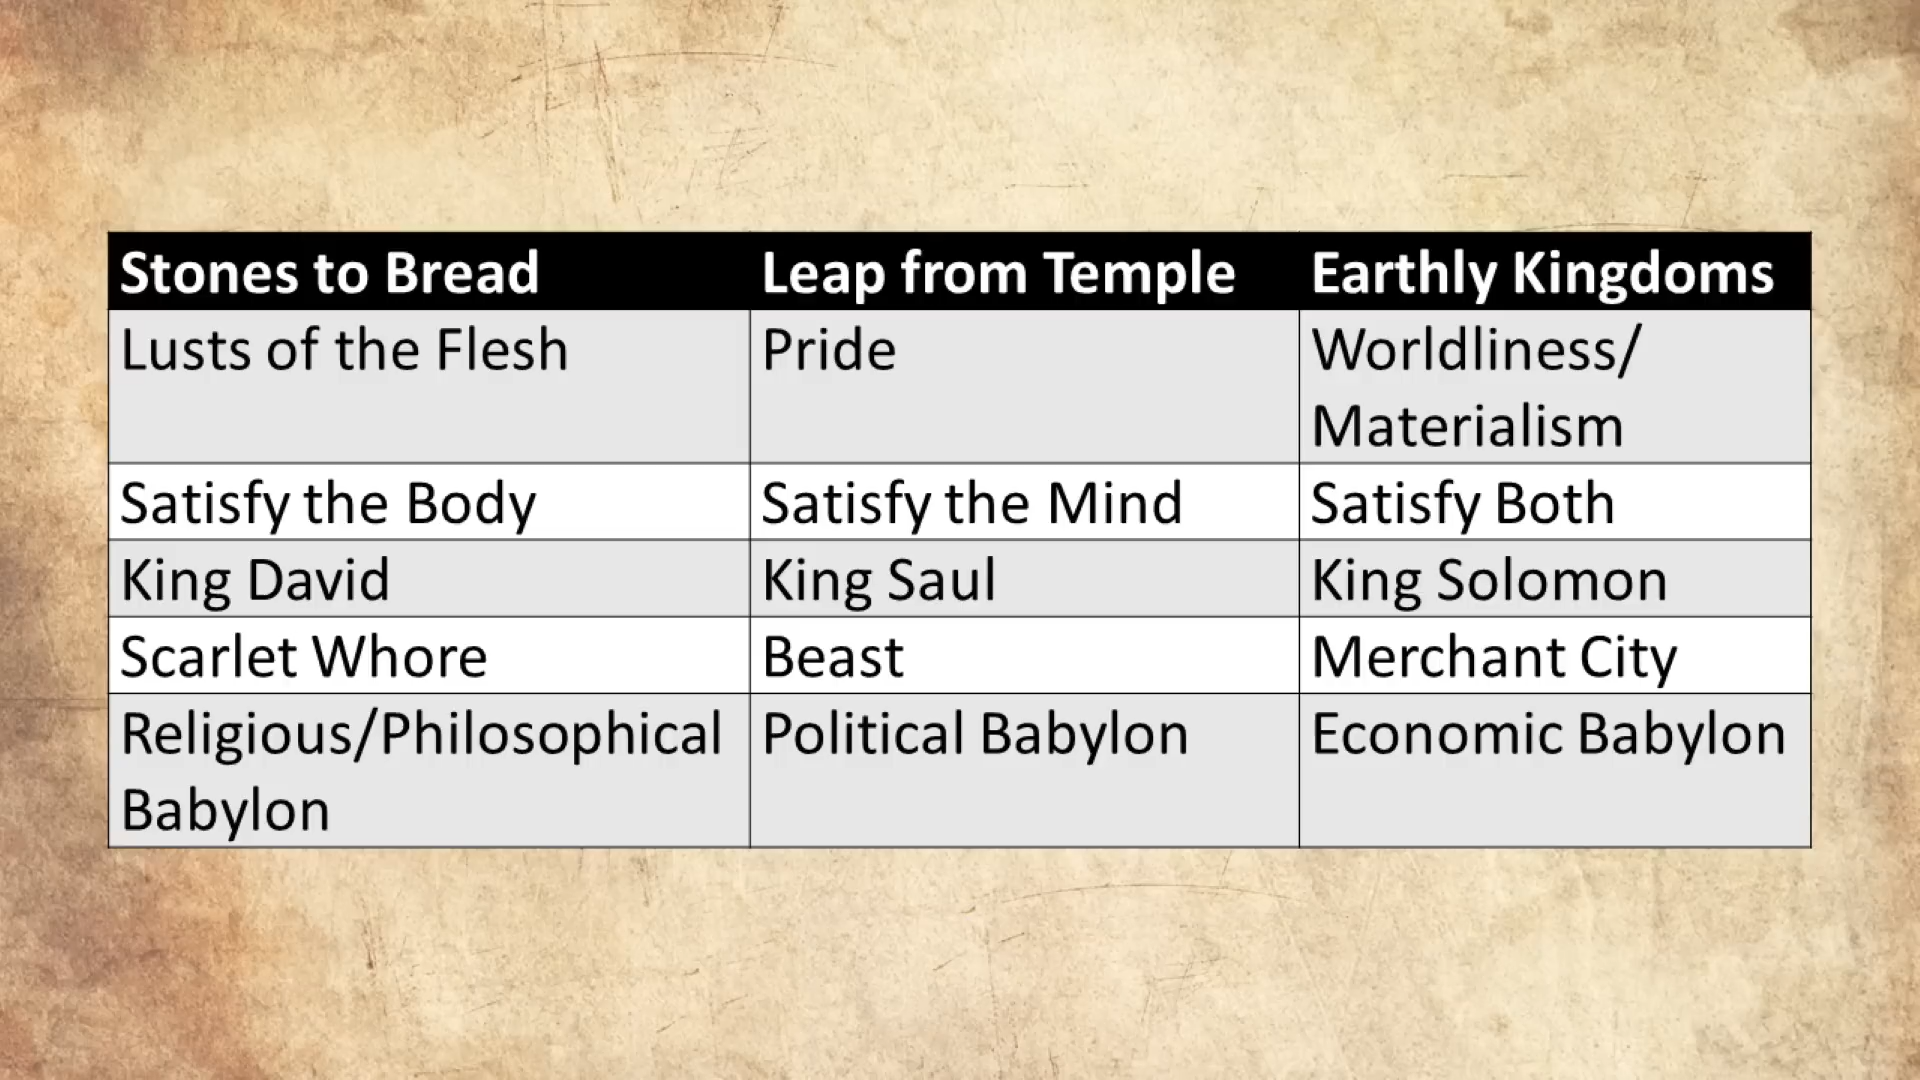 Stones to Bread Leap from Temple Earthly Kingdoms
Lusts of the Flesh Pride Worldliness/
Materialism
Satisfy the Body Satisfy the Mind Satisfy Both
King David King Saul King Solomon
Scarlet Whore Beast Merchant City
Religious/Philosophical Political Babylon Economic Babylon
Babylon